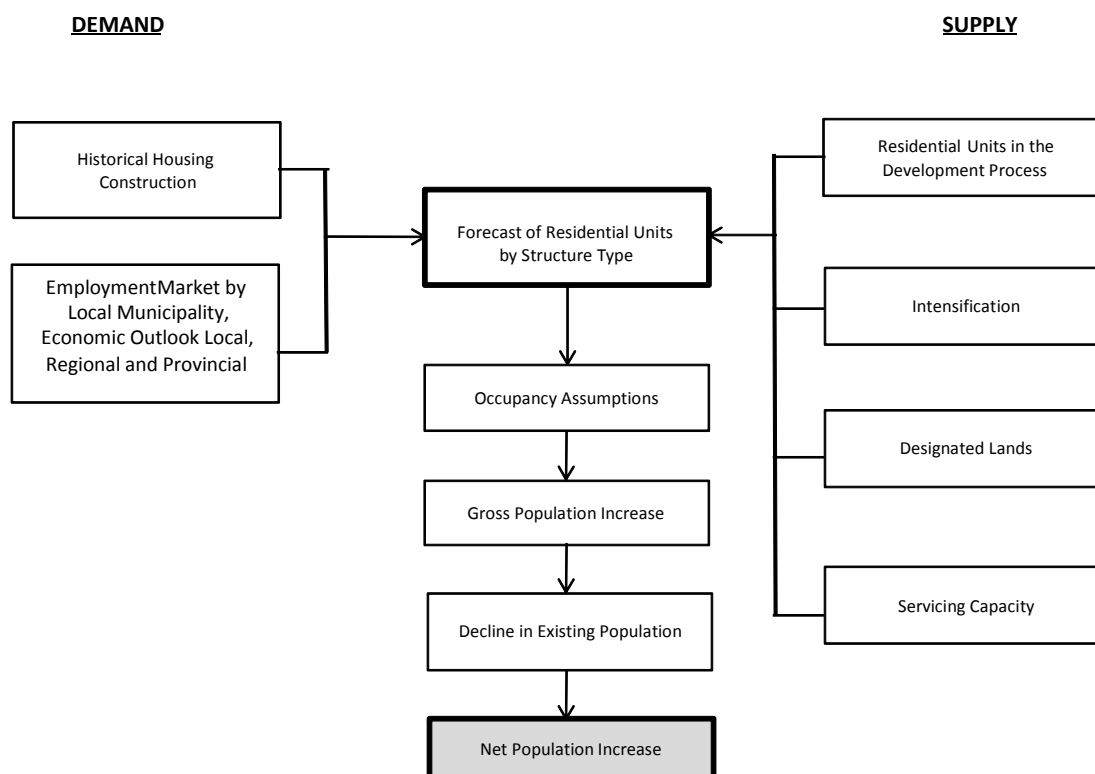 DEMAND
SUPPLY
Historical Housing
Construction
EmploymentMarket by
Local Municipality,
Economic Outlook Local,
Regional and Provincial
Forecast of Residential Units
by Structure Type
Occupancy Assumptions
Gross Population Increase
Decline in Existing Population
Net Population Increase
Residential Units in the
Development Process
Intensification
Designated Lands
Servicing Capacity